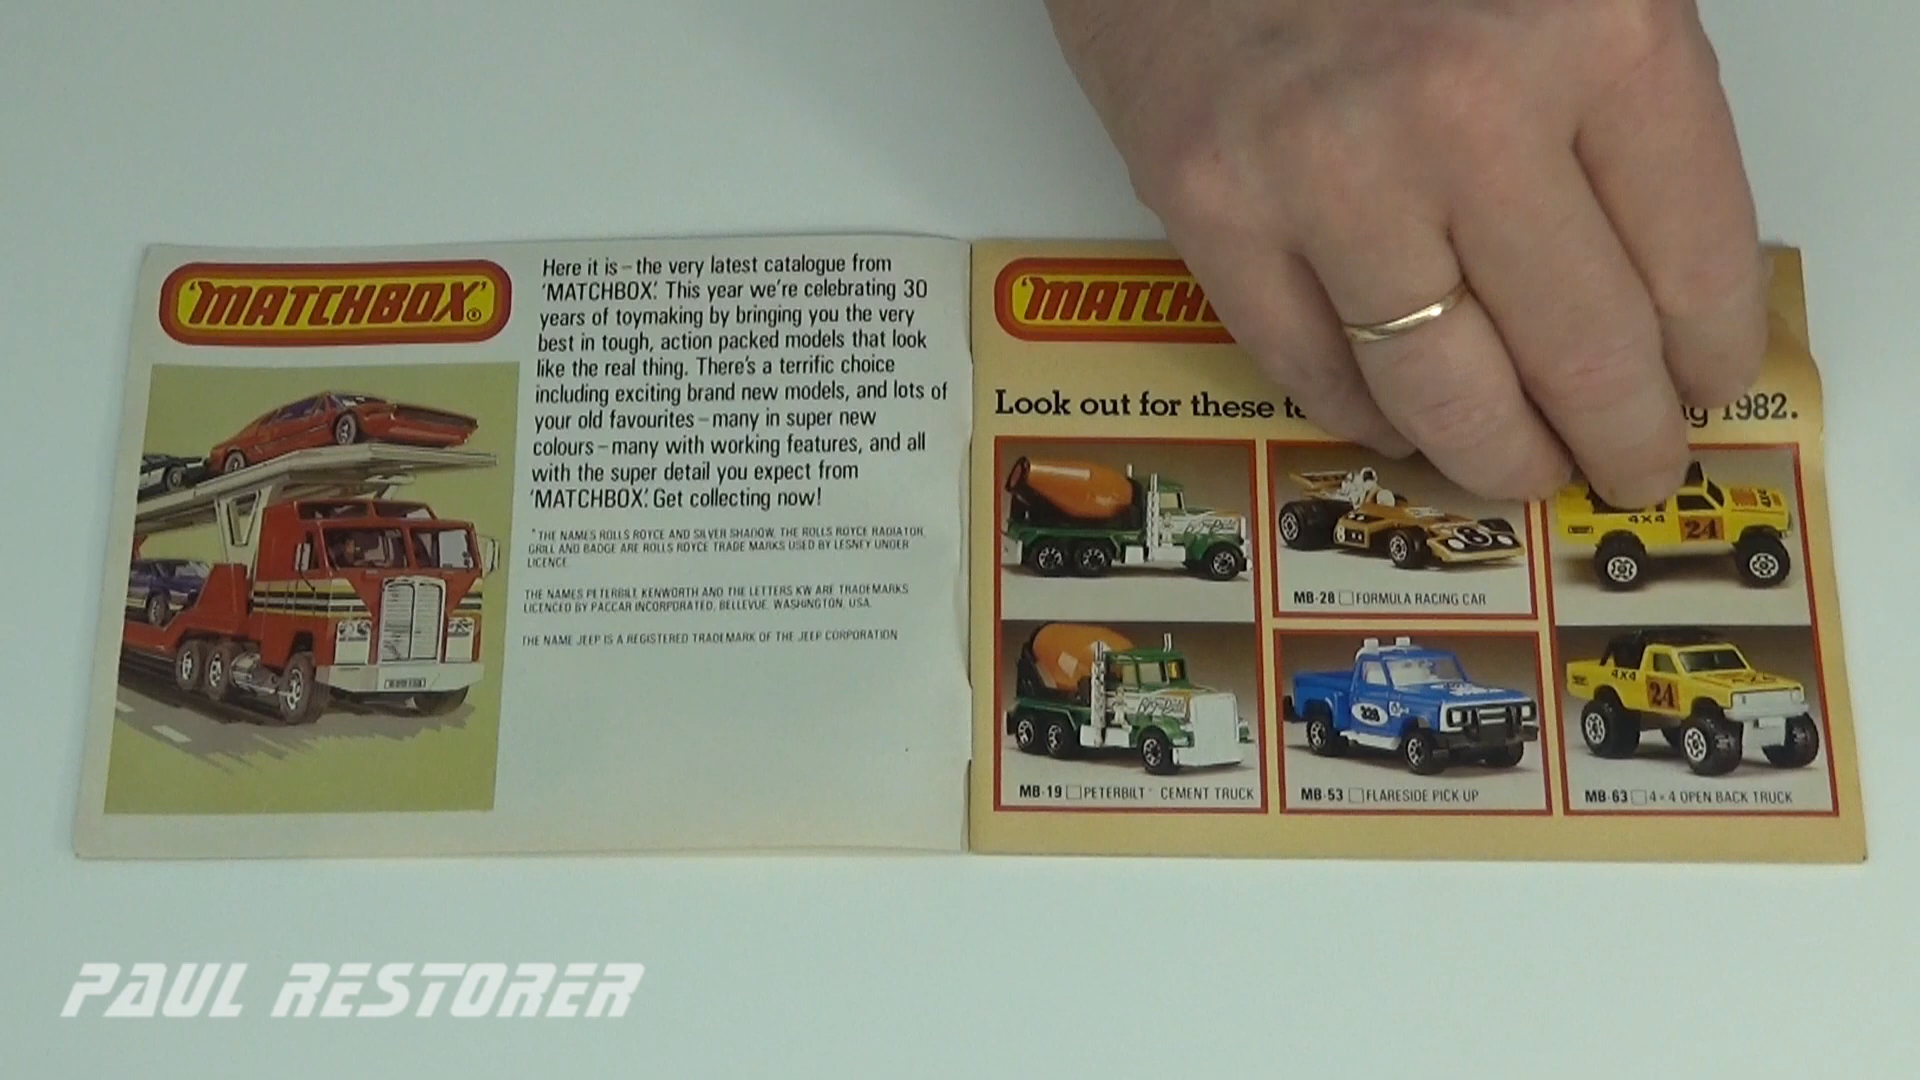 'MATCHBOX'®
Here it is – the very latest catalogue from
'MATCHBOX'. This year we're celebrating 30
years of toymaking by bringing you the very
best in tough, action packed models that look
like the real thing. There's a terrific choice
including exciting brand new models, and lots of
your old favourites – many in super new
colours – many with working features, and all
with the super detail you expect from
'MATCHBOX'. Get collecting now!
* THE NAMES ROLLS ROYCE AND SILVER SHADOW, THE ROLLS ROYCE RADIATOR
GRILL AND BADGE ARE ROLLS ROYCE TRADE MARKS USED BY LESNEY UNDER
LICENCE.
THE NAMES PETERBILT, KENWORTH AND THE LETTERS KW ARE TRADEMARKS
LICENCED BY PACCAR INCORPORATED, BELLEVUE, WASHINGTON, USA.
THE NAME JEEP IS A REGISTERED TRADEMARK OF THE JEEP CORPORATION
'MATCH
Look out for these 1982.
4X4 24
8
MB-28 FORMULA RACING CAR
4X4 24
MB-19 PETERBILT CEMENT TRUCK
MB-53 FLARESIDE PICK UP
MB-63 4×4 OPEN BACK TRUCK
PAUL RESTORER